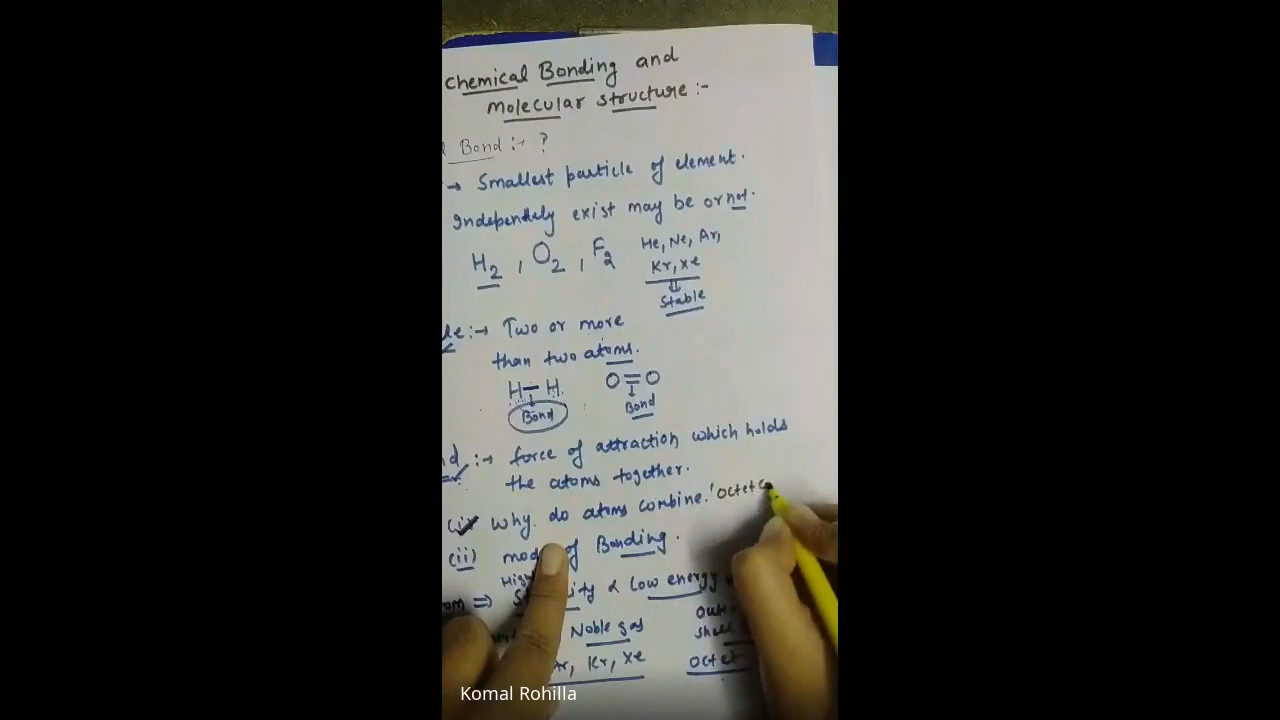 Chemical Bonding and
Molecular structure :-
Bond :- ?
→ Smallest particle of element.
Independently exist may be or not.
H2 , O2 , F2
He, Ne, Ar,
Kr, Xe
⇓
Stable
le :→ Two or more
than two atoms.
H-H O=O
↓ ↓
Bond Bond
nd :→ force of attraction which holds
the atoms together.
(i) Why do atoms combine.
(ii) of Bonding.
⇒ & Low energy
Noble gas
shell
Kr, Xe octet
Komal Rohilla